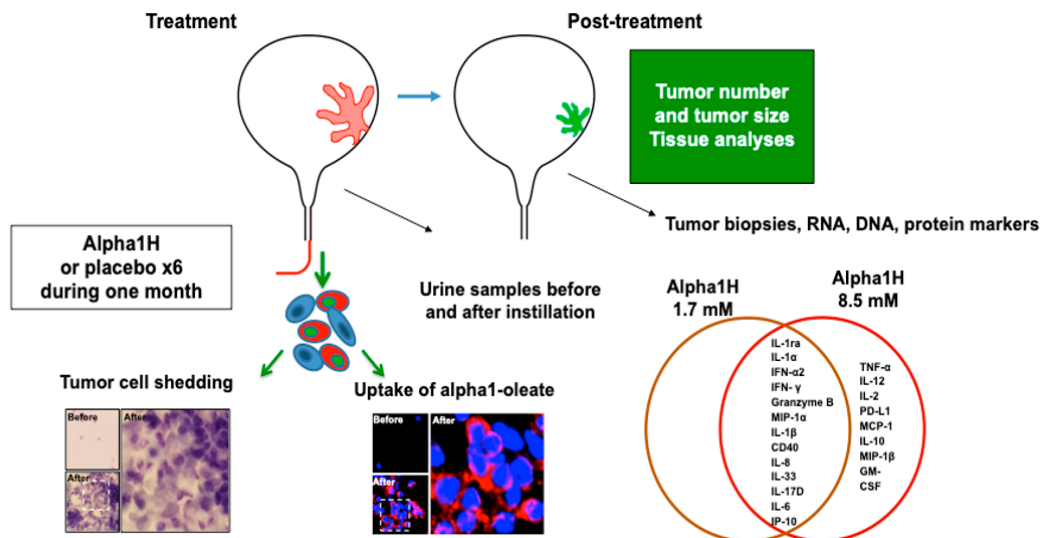 Treatment
Post-treatment
Tumor number
and tumor size
Tissue analyses
Tumor biopsies, RNA, DNA, protein markers
Alpha1H
or placebo x6
during one month
Urine samples before
and after instillation
Tumor cell shedding
Before
After
After
Uptake of alpha1-oleate
Before
After
After
Alpha1H
1.7 mM
Alpha1H
8.5 mM
IL-1ra
IL-1α
IFN-α2
IFN- γ
Granzyme B
MIP-1α
IL-1β
CD40
IL-8
IL-33
IL-17D
IL-6
IP-10
TNF-α
IL-12
IL-2
PD-L1
MCP-1
IL-10
MIP-1β
GM-
CSF